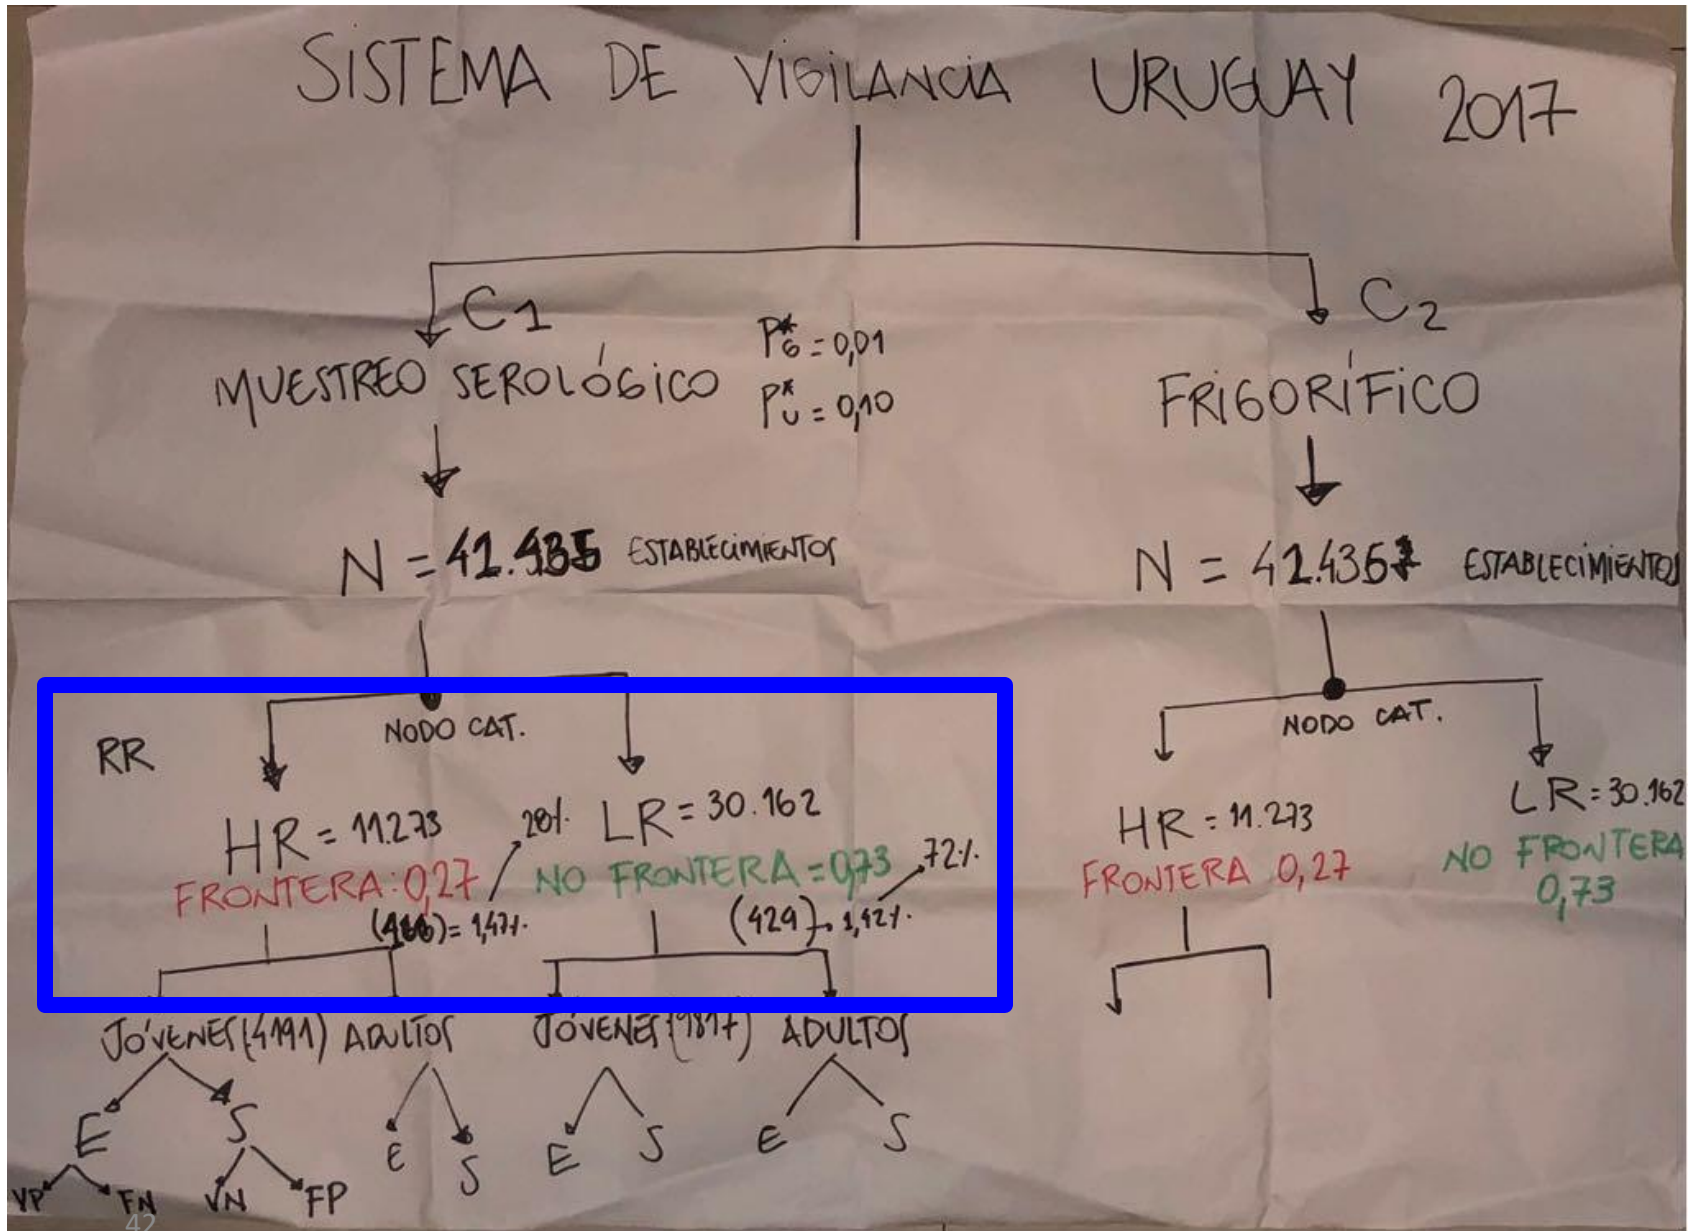 SISTEMA DE VIGILANCIA URUGUAY 2017
C1
MUESTREO SEROLÓGICO
P*G = 0,01
P*U = 0,10
N = 41.435 ESTABLECIMIENTOS
RR
NODO CAT.
HR = 11.273
FRONTERA: 0,27
28%
= 1,47%
LR = 30.162
NO FRONTERA = 0,73
72%
(429) 1,42%
JÓVENES (4191) ADULTOS
JÓVENES (9817) ADULTOS
E S E S E S E S
VP FN VN FP
C2
FRIGORÍFICO
N = 41.435 ESTABLECIMIENTOS
NODO CAT.
HR = 11.273
FRONTERA 0,27
LR = 30.162
NO FRONTERA
0,73
42